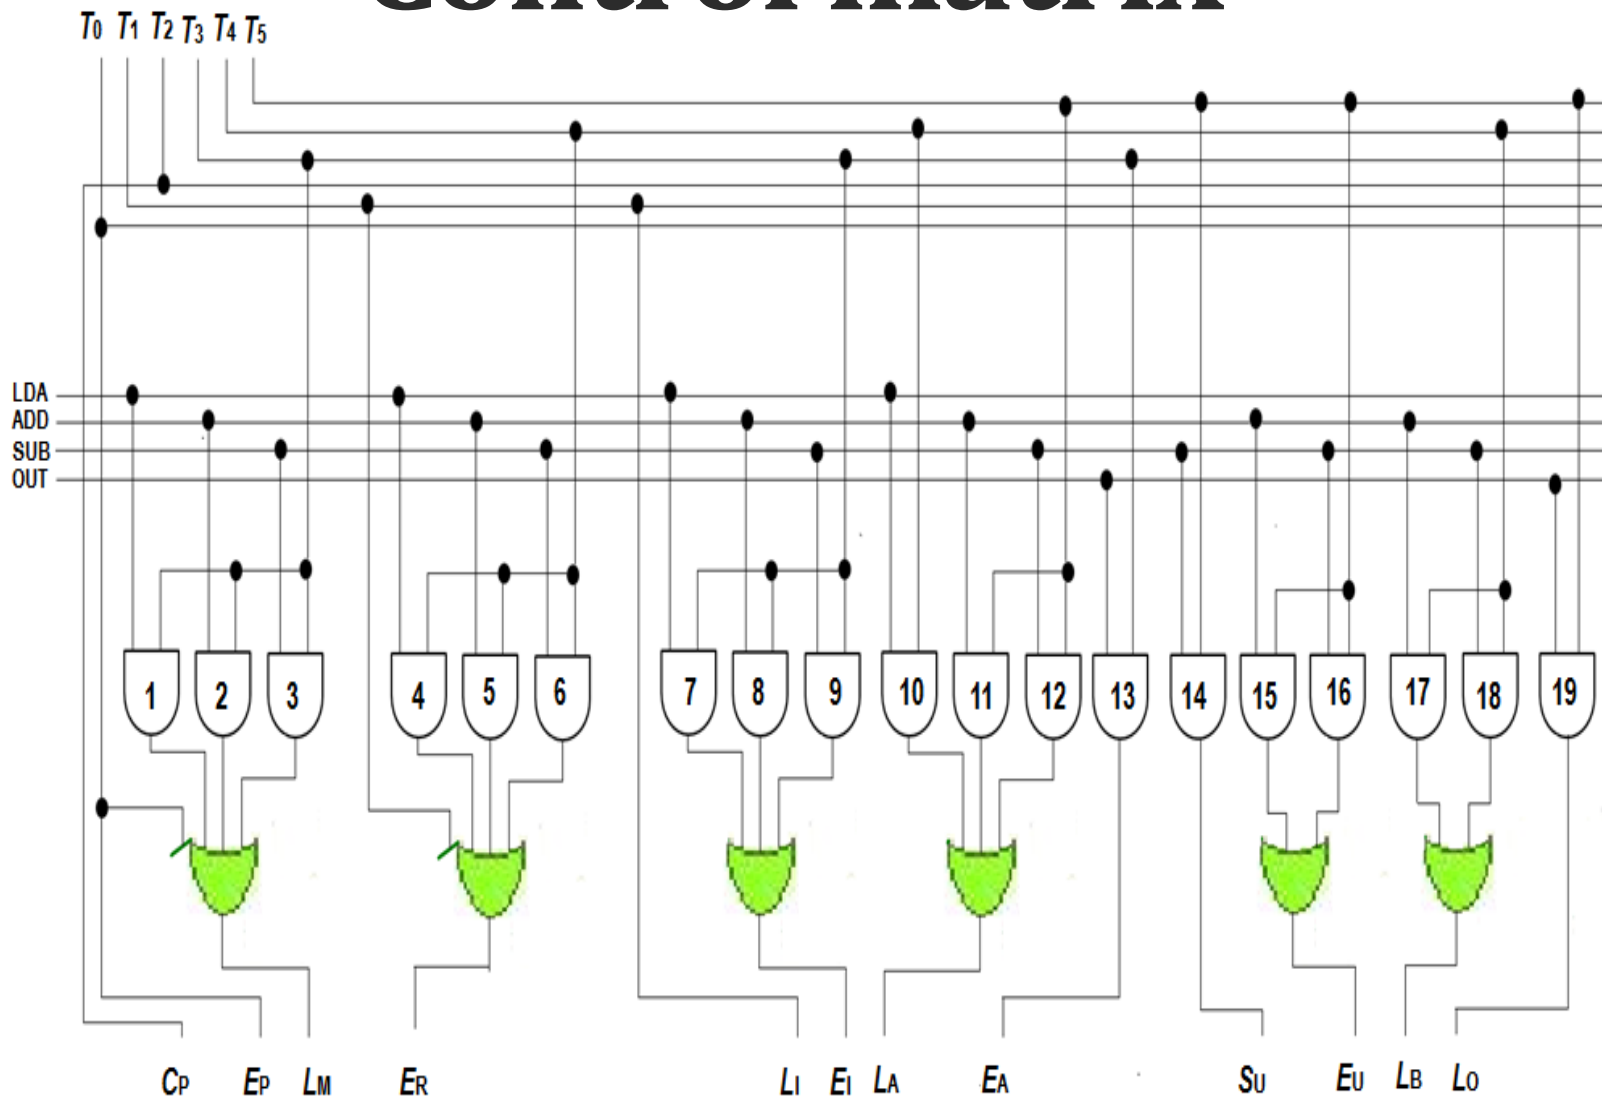 Control matrix
T0 T1 T2 T3 T4 T5
LDA
ADD
SUB
OUT
1 2 3 4 5 6 7 8 9 10 11 12 13 14 15 16 17 18 19
CP EP LM ER LI EI LA EA SU EU LB LO